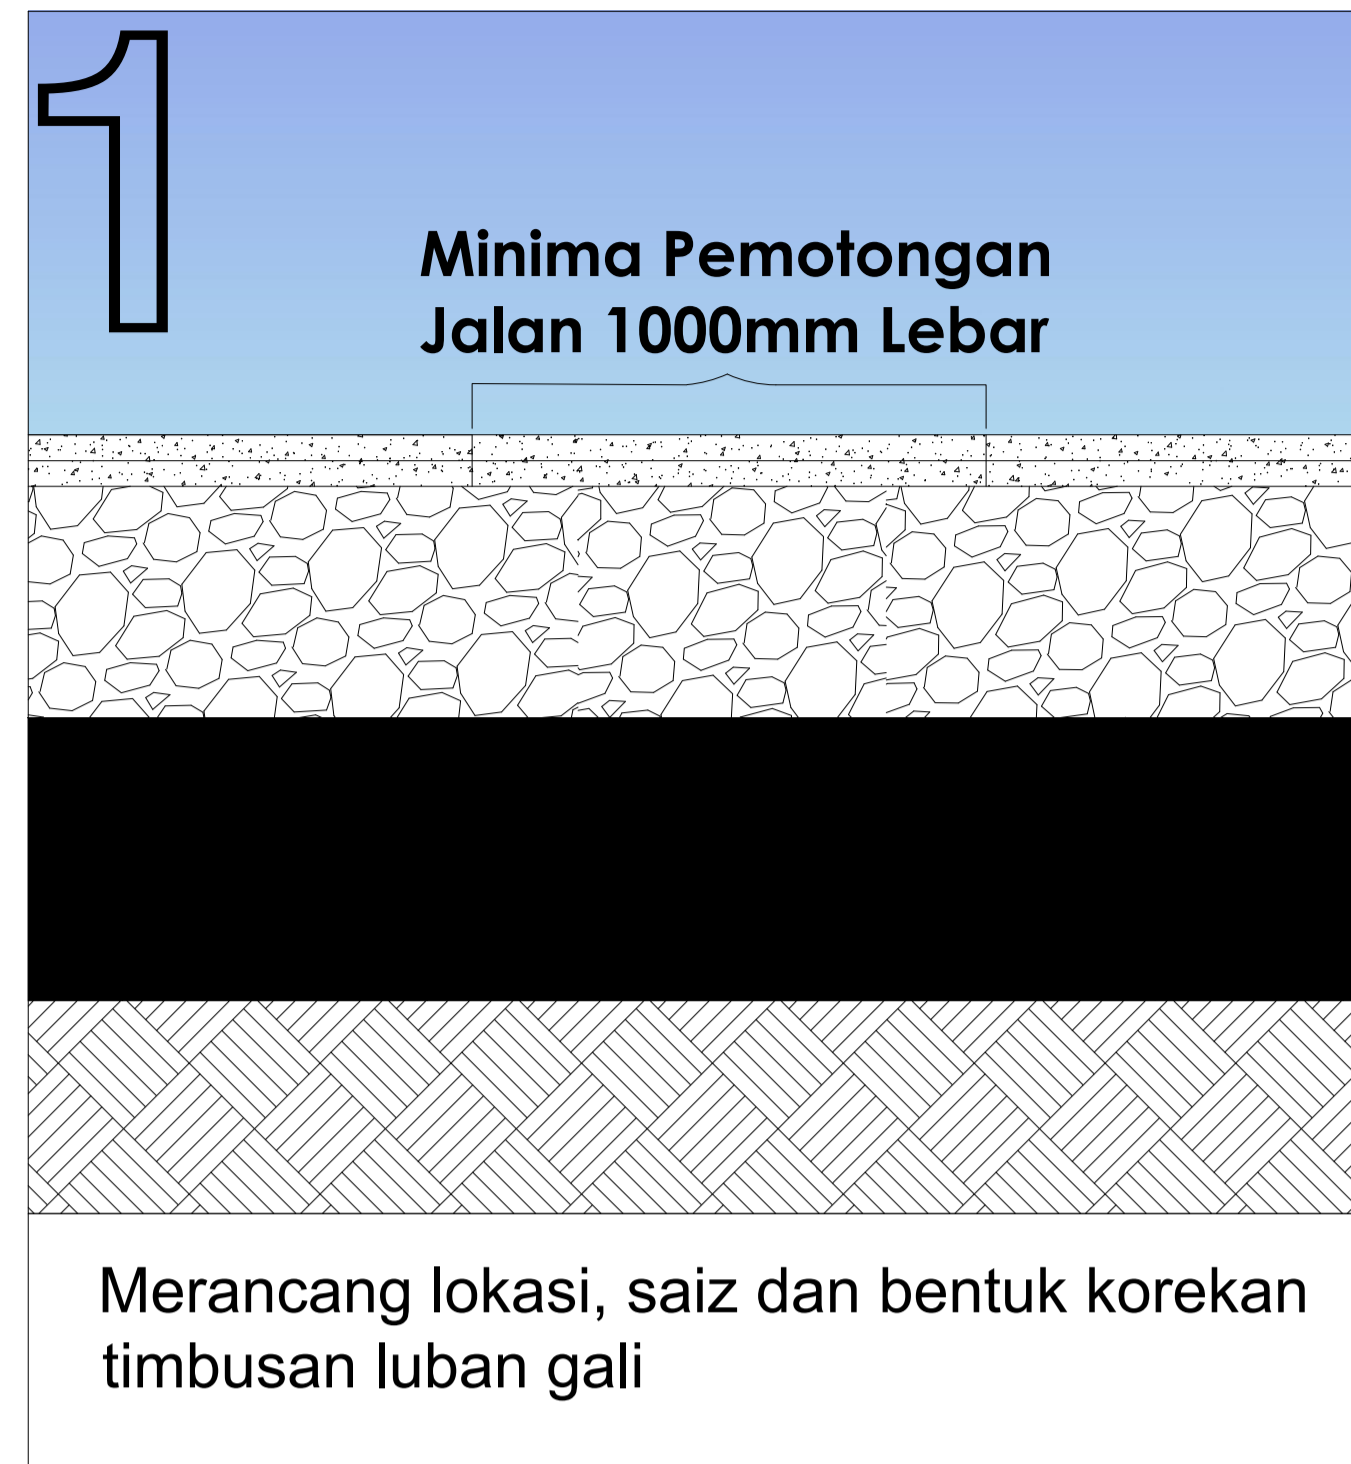 1
Minima Pemotongan
Jalan 1000mm Lebar
Merancang lokasi, saiz dan bentuk korekan
timbusan luban gali